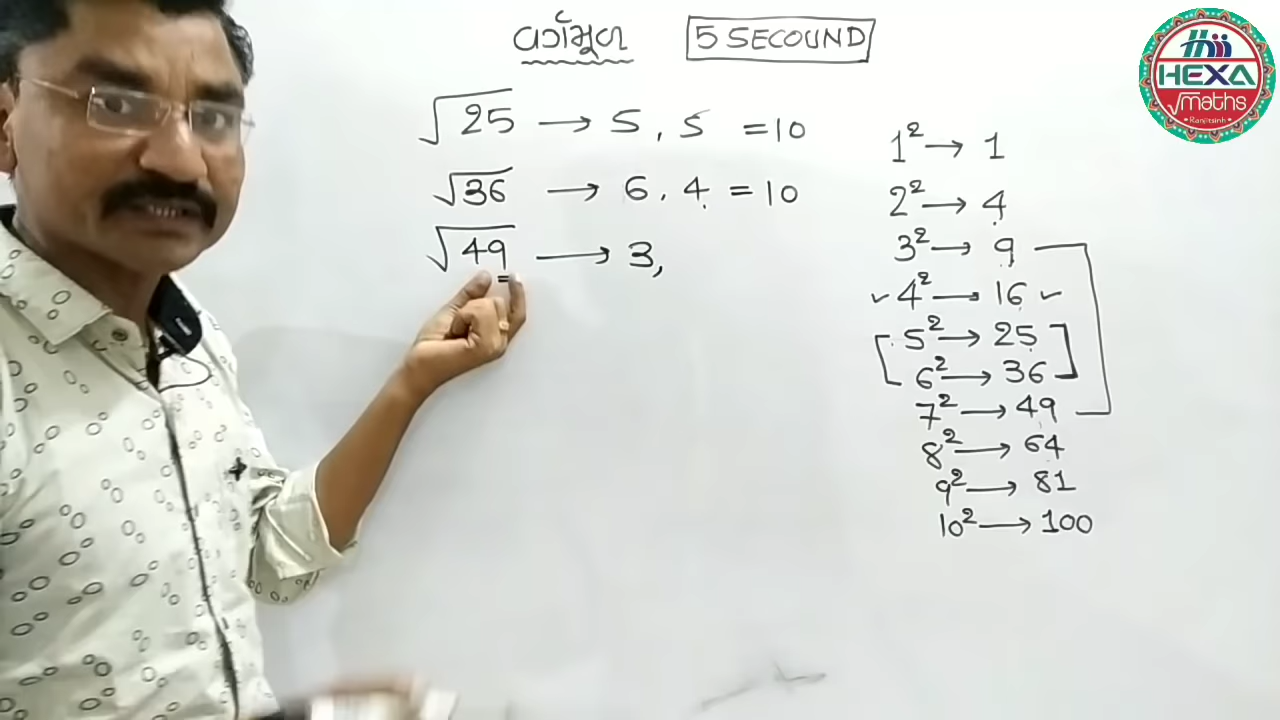 વર્ગમૂળ 5 SECOUND
√25 → 5, 5 = 10
√36 → 6, 4 = 10
√49 → 3,
1² → 1
2² → 4
3² → 9
✓ 4² → 16 ✓
5² → 25
6² → 36
7² → 49
8² → 64
9² → 81
10² → 100
HEXA
√maths
Ranjitsinh